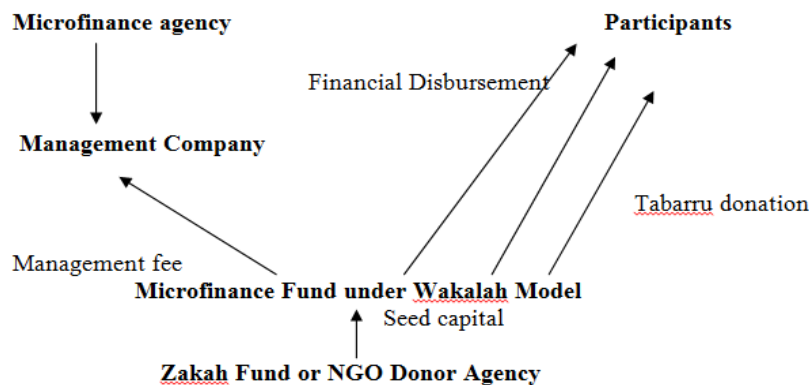 Microfinance agency
Participants
Financial Disbursement
Management Company
Tabarru donation
Management fee
Microfinance Fund under Wakalah Model
Seed capital
Zakah Fund or NGO Donor Agency